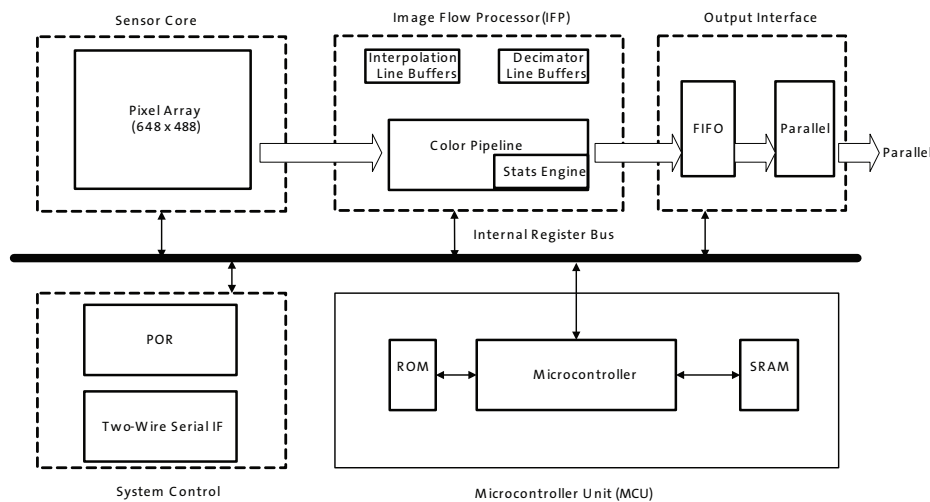 Sensor Core
Image Flow Processor(IFP)
Output Interface
Interpolation
Line Buffers
Decimator
Line Buffers
Pixel Array
(648 x 488)
Color Pipeline
Stats Engine
FIFO
Parallel
Parallel
Internal Register Bus
POR
Two-Wire Serial IF
System Control
ROM
Microcontroller
SRAM
Microcontroller Unit (MCU)